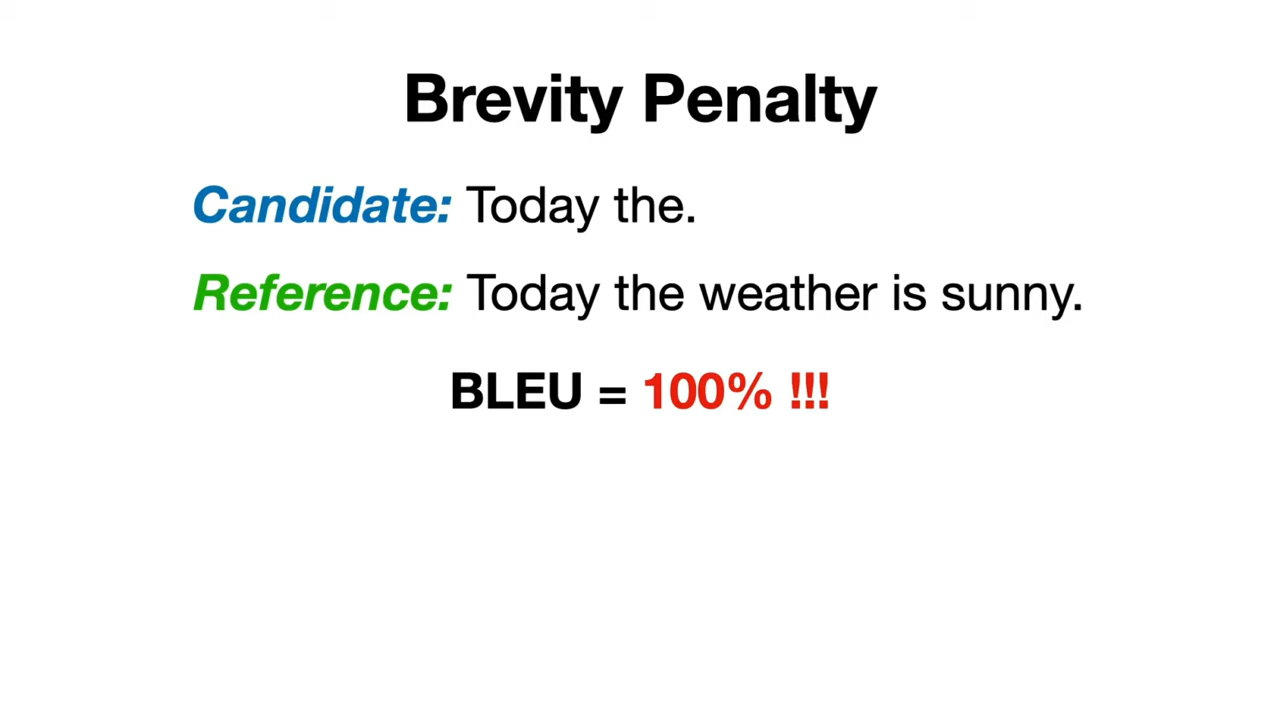 Brevity Penalty
Candidate: Today the.
Reference: Today the weather is sunny.
BLEU = 100% !!!